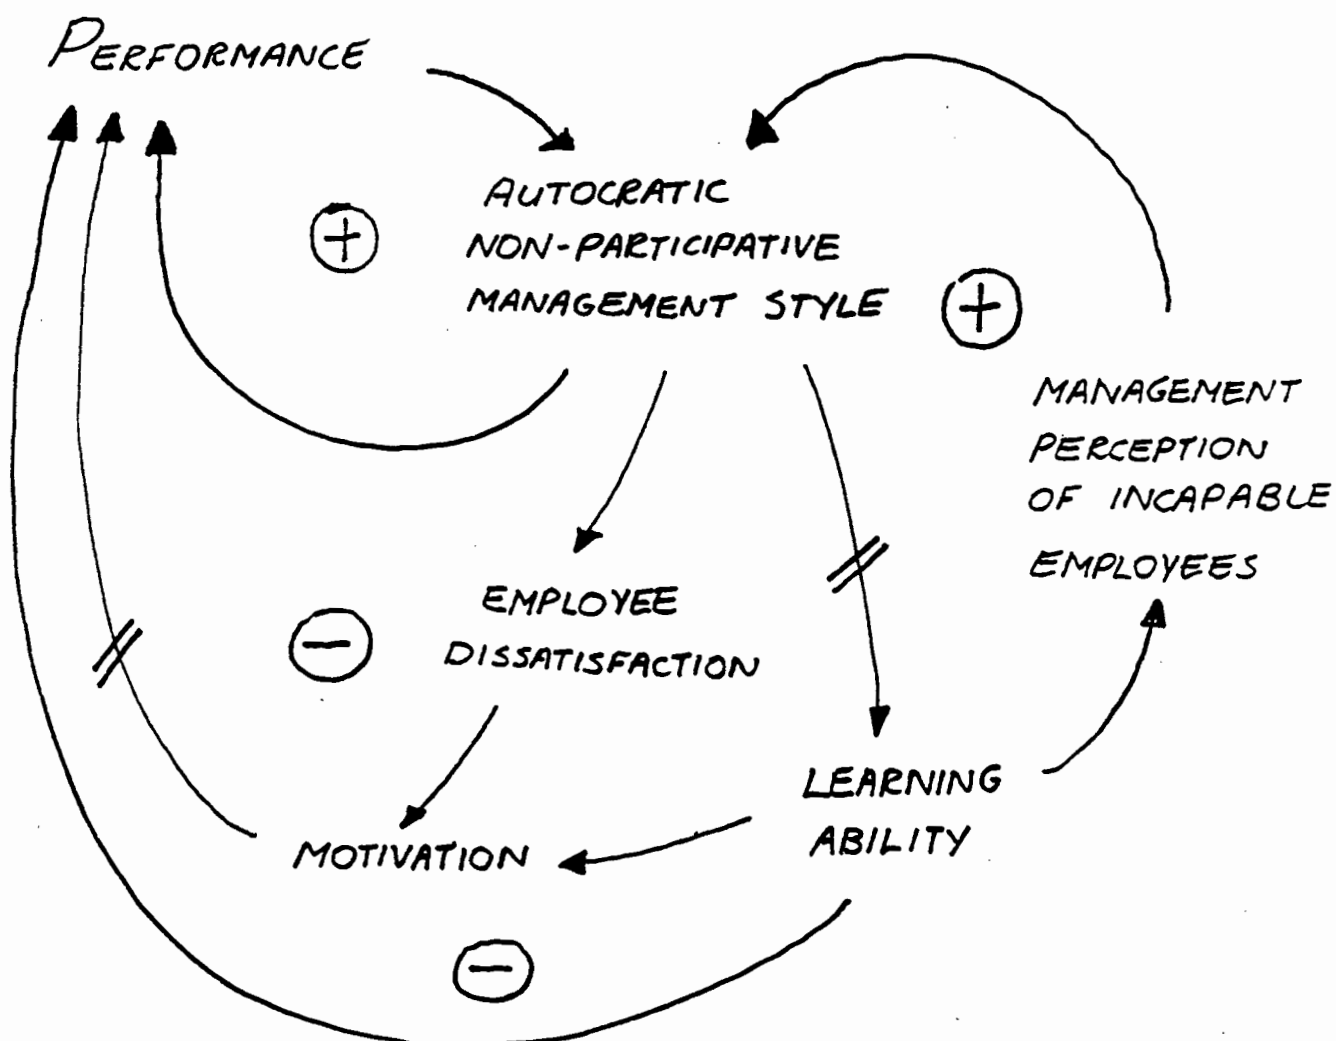 PERFORMANCE
AUTOCRATIC
NON-PARTICIPATIVE
MANAGEMENT STYLE
+
+
MANAGEMENT
PERCEPTION
OF INCAPABLE
EMPLOYEES
EMPLOYEE
DISSATISFACTION
−
LEARNING
ABILITY
MOTIVATION
−